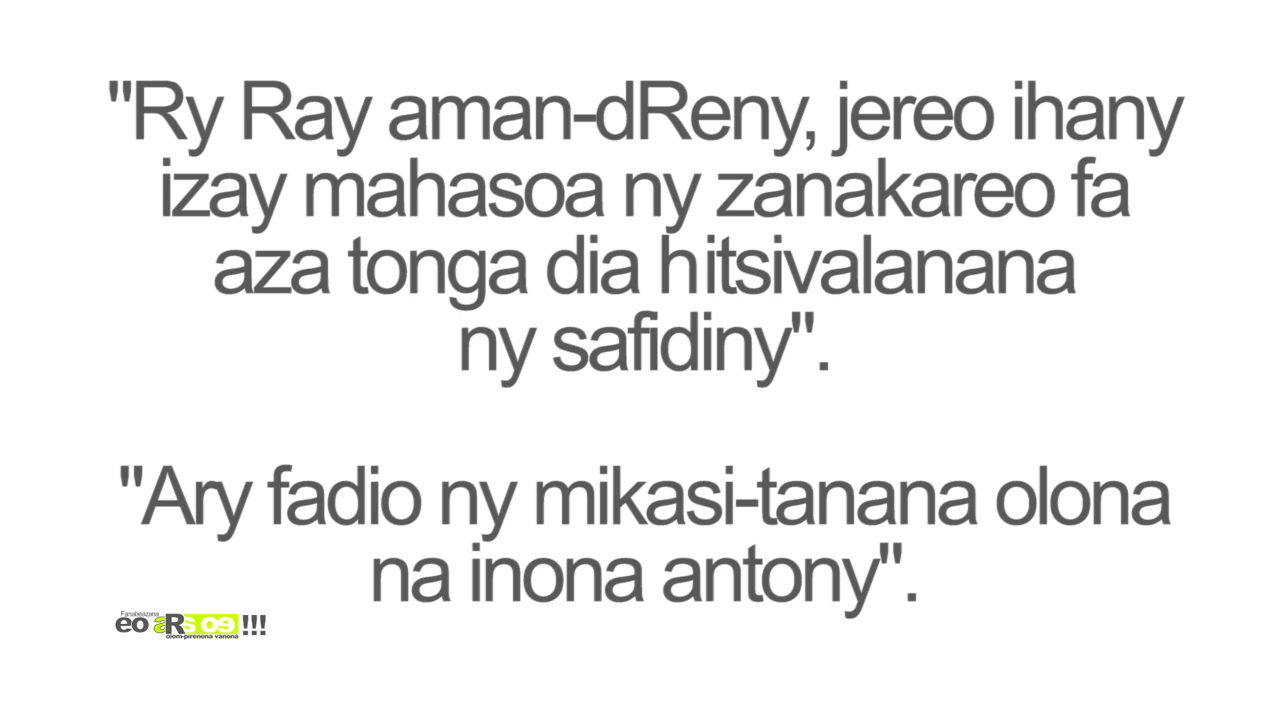 "Ry Ray aman-dReny, jereo ihany
izay mahasoa ny zanakareo fa
aza tonga dia hitsivalanana
ny safidiny".
"Ary fadio ny mikasi-tanana olona
na inona antony".
Fanabeazana
eo aRs oe !!!
olom-pirenena vanona